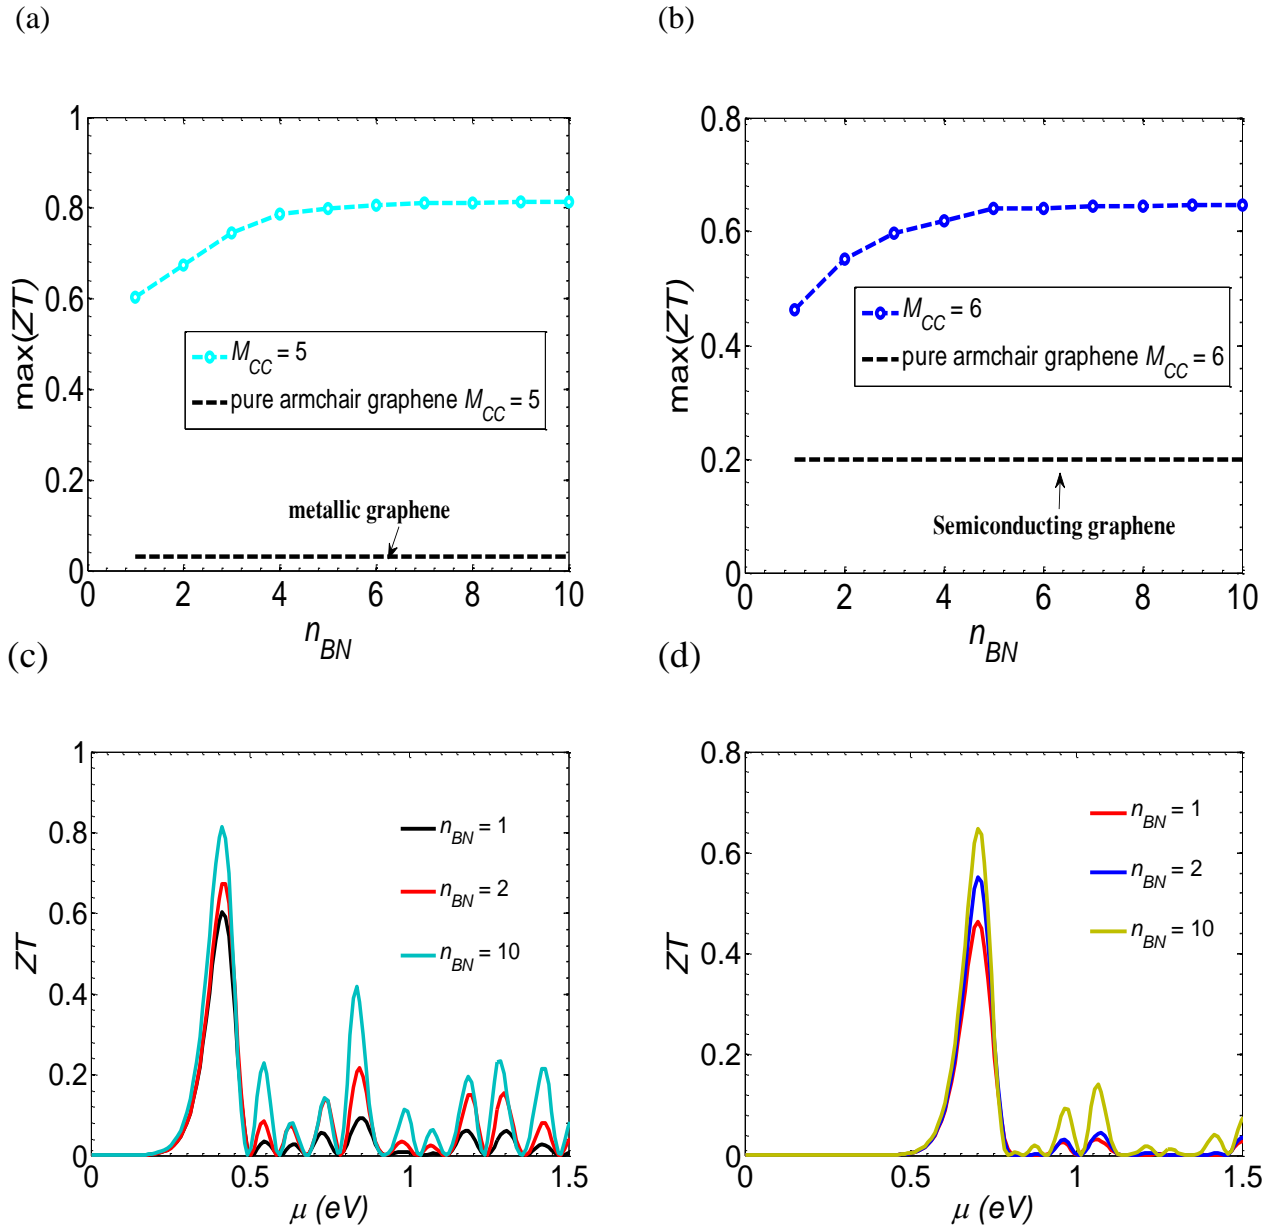 (a)
(b)
1
0.8
0.6
0.4
0.2
0
max(ZT)
M_CC = 5
pure armchair graphene M_CC = 5
metallic graphene
0 2 4 6 8 10
n_BN
0.8
0.6
0.4
0.2
0
max(ZT)
M_CC = 6
pure armchair graphene M_CC = 6
Semiconducting graphene
0 2 4 6 8 10
n_BN
(c)
(d)
1
0.8
0.6
0.4
0.2
0
ZT
n_BN = 1
n_BN = 2
n_BN = 10
0 0.5 1 1.5
μ (eV)
0.8
0.6
0.4
0.2
0
ZT
n_BN = 1
n_BN = 2
n_BN = 10
0 0.5 1 1.5
μ (eV)